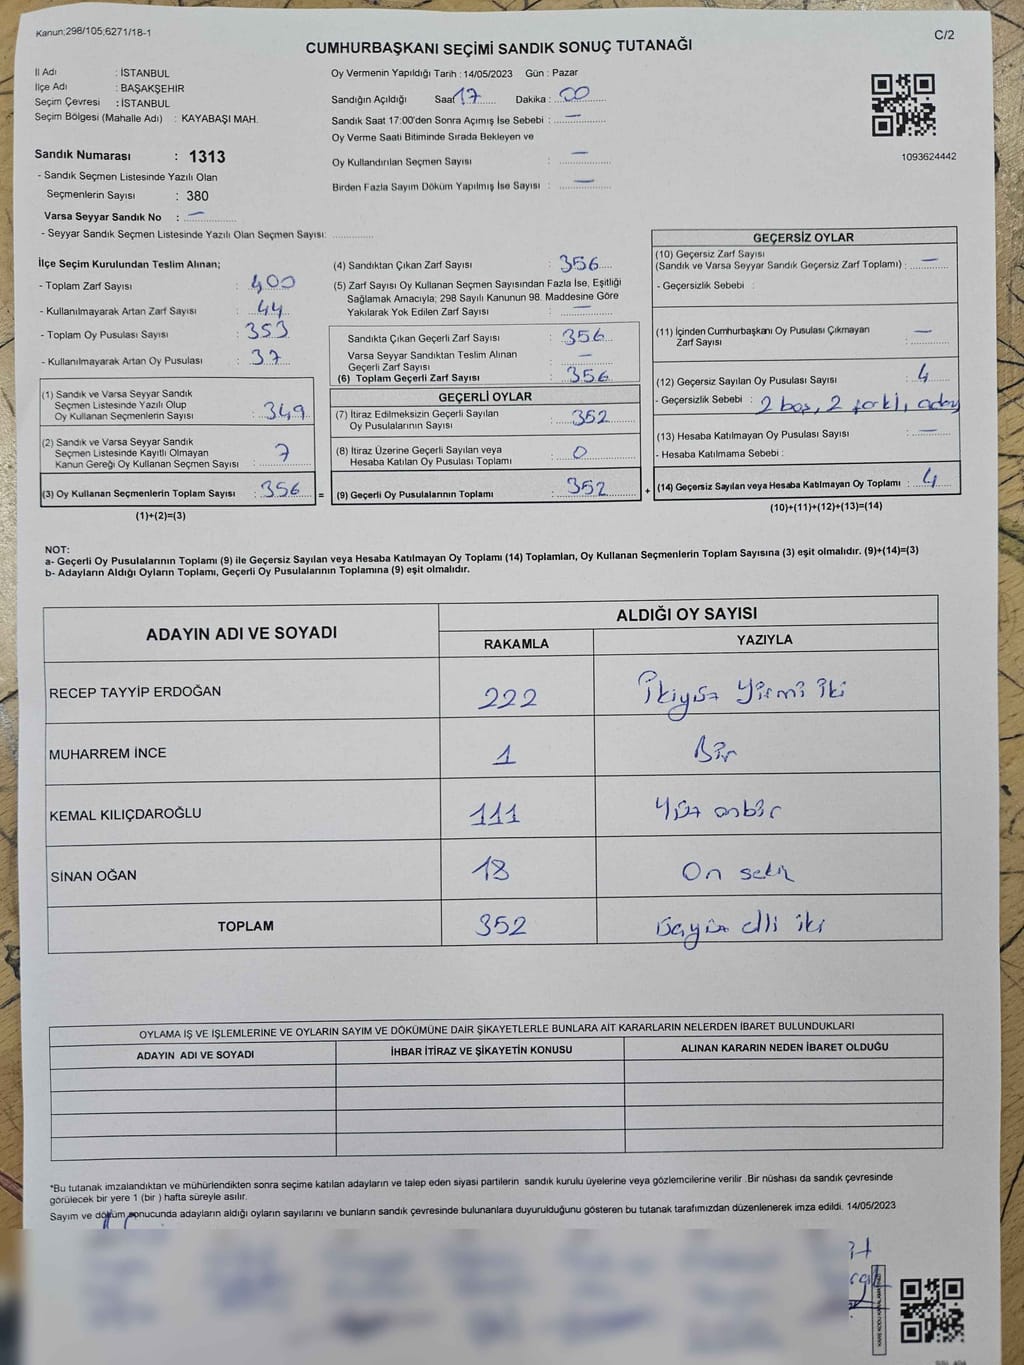 Kanun;298/105;6271/18-1
C/2
CUMHURBAŞKANI SEÇİMİ SANDIK SONUÇ TUTANAĞI
İl Adı : İSTANBUL
İlçe Adı : BAŞAKŞEHİR
Seçim Çevresi : İSTANBUL
Seçim Bölgesi (Mahalle Adı) : KAYABAŞI MAH.
Sandık Numarası : 1313
- Sandık Seçmen Listesinde Yazılı Olan
Seçmenlerin Sayısı : 380
Varsa Seyyar Sandık No : —
- Seyyar Sandık Seçmen Listesinde Yazılı Olan Seçmen Sayısı:
Oy Vermenin Yapıldığı Tarih : 14/05/2023 Gün : Pazar
Sandığın Açıldığı Saat 17 Dakika : 00
Sandık Saat 17:00'den Sonra Açımış İse Sebebi : —
Oy Verme Saati Bitiminde Sırada Bekleyen ve
Oy Kullandırılan Seçmen Sayısı : —
Birden Fazla Sayım Döküm Yapılmış İse Sayısı : —
1093624442
İlçe Seçim Kurulundan Teslim Alınan;
- Toplam Zarf Sayısı : 400
- Kullanılmayarak Artan Zarf Sayısı : 44
- Toplam Oy Pusulası Sayısı : 353
- Kullanılmayarak Artan Oy Pusulası : 37
(1) Sandık ve Varsa Seyyar Sandık
Seçmen Listesinde Yazılı Olup
Oy Kullanan Seçmenlerin Sayısı : 349
(2) Sandık ve Varsa Seyyar Sandık
Seçmen Listesinde Kayıtlı Olmayan
Kanun Gereği Oy Kullanan Seçmen Sayısı : 7
(3) Oy Kullanan Seçmenlerin Toplam Sayısı : 356 =
(1)+(2)=(3)
(4) Sandıktan Çıkan Zarf Sayısı : 356
(5) Zarf Sayısı Oy Kullanan Seçmen Sayısından Fazla İse, Eşitliği
Sağlamak Amacıyla; 298 Sayılı Kanunun 98. Maddesine Göre
Yakılarak Yok Edilen Zarf Sayısı : —
Sandıkta Çıkan Geçerli Zarf Sayısı : 356
Varsa Seyyar Sandıktan Teslim Alınan
Geçerli Zarf Sayısı : —
(6) Toplam Geçerli Zarf Sayısı : 356
GEÇERLİ OYLAR
(7) İtiraz Edilmeksizin Geçerli Sayılan
Oy Pusulalarının Sayısı : 352
(8) İtiraz Üzerine Geçerli Sayılan veya
Hesaba Katılan Oy Pusulası Toplamı : 0
(9) Geçerli Oy Pusulalarının Toplamı : 352 +
GEÇERSİZ OYLAR
(10) Geçersiz Zarf Sayısı
(Sandık ve Varsa Seyyar Sandık Geçersiz Zarf Toplamı) : —
- Geçersizlik Sebebi :
(11) İçinden Cumhurbaşkanı Oy Pusulası Çıkmayan
Zarf Sayısı : —
(12) Geçersiz Sayılan Oy Pusulası Sayısı : 4
- Geçersizlik Sebebi : 2 boş, 2 farklı, aday
(13) Hesaba Katılmayan Oy Pusulası Sayısı : —
- Hesaba Katılmama Sebebi :
(14) Geçersiz Sayılan veya Hesaba Katılmayan Oy Toplamı : 4
(10)+(11)+(12)+(13)=(14)
NOT:
a- Geçerli Oy Pusulalarının Toplamı (9) ile Geçersiz Sayılan veya Hesaba Katılmayan Oy Toplamı (14) Toplamları, Oy Kullanan Seçmenlerin Toplam Sayısına (3) eşit olmalıdır. (9)+(14)=(3)
b- Adayların Aldığı Oyların Toplamı, Geçerli Oy Pusulalarının Toplamına (9) eşit olmalıdır.
ADAYIN ADI VE SOYADI
ALDIĞI OY SAYISI
RAKAMLA YAZIYLA
RECEP TAYYİP ERDOĞAN 222 İkiyüz Yirmi İki
MUHARREM İNCE 1 Bir
KEMAL KILIÇDAROĞLU 111 Yüz onbir
SİNAN OĞAN 18 On sekiz
TOPLAM 352 üçyüz elli iki
OYLAMA İŞ VE İŞLEMLERİNE VE OYLARIN SAYIM VE DÖKÜMÜNE DAİR ŞİKAYETLERLE BUNLARA AİT KARARLARIN NELERDEN İBARET BULUNDUKLARI
ADAYIN ADI VE SOYADI İHBAR İTİRAZ VE ŞİKAYETİN KONUSU ALINAN KARARIN NEDEN İBARET OLDUĞU
*Bu tutanak imzalandıktan ve mühürlendikten sonra seçime katılan adayların ve talep eden siyasi partilerin sandık kurulu üyelerine veya gözlemcilerine verilir .Bir nüshası da sandık çevresinde
görülecek bir yere 1 (bir ) hafta süreyle asılır.
Sayım ve döküm sonucunda adayların aldığı oyların sayılarını ve bunların sandık çevresinde bulunanlara duyurulduğunu gösteren bu tutanak tarafımızdan düzenlenerek imza edildi. 14/05/2023